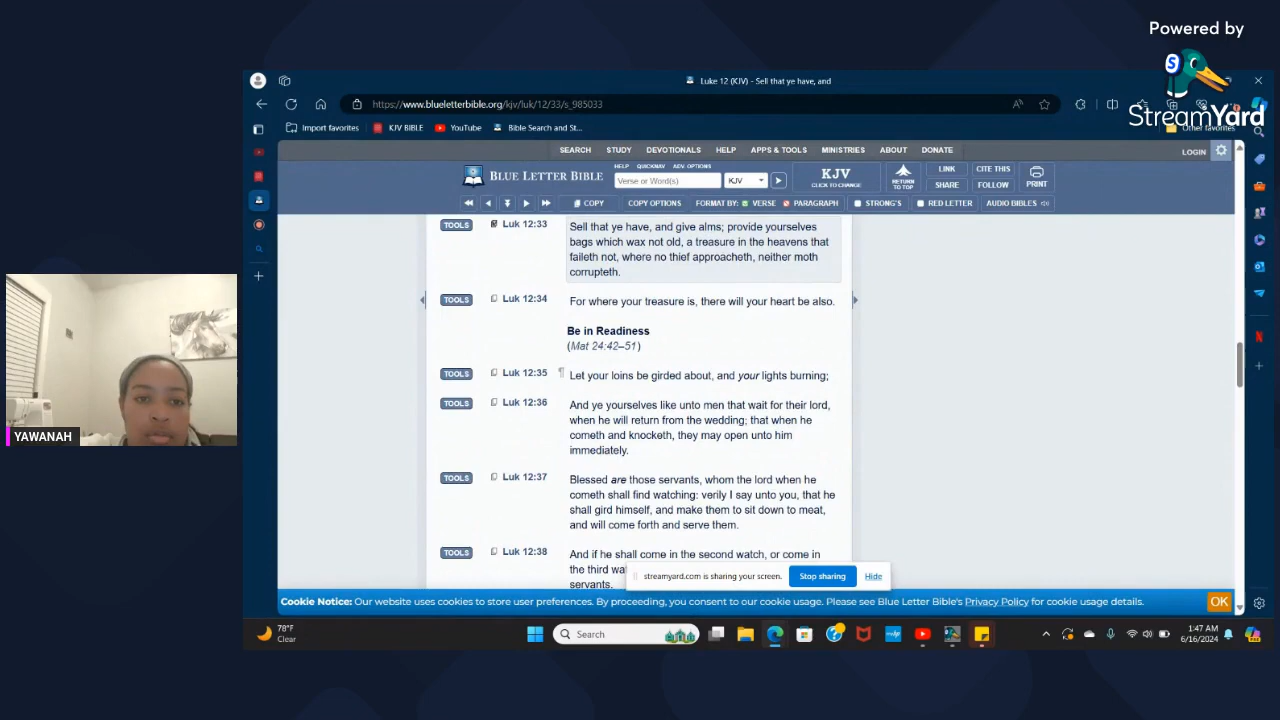 Powered by
StreamYard
Luke 12 (KJV) - Sell that ye have, and
https://www.blueletterbible.org/kjv/luk/12/33/s_985033
Import favorites
KJV BIBLE
YouTube
Bible Search and St...
Other favorites
SEARCH STUDY DEVOTIONALS HELP APPS & TOOLS MINISTRIES ABOUT DONATE
LOGIN
BLUE LETTER BIBLE
HELP QUICKNAV ADV. OPTIONS
Verse or Word(s)
KJV
KJV
CLICK TO CHANGE
RETURN
TO TOP
LINK
CITE THIS
SHARE
FOLLOW
PRINT
COPY
COPY OPTIONS
FORMAT BY: VERSE PARAGRAPH
STRONG'S
RED LETTER
AUDIO BIBLES
TOOLS Luk 12:33 Sell that ye have, and give alms; provide yourselves
bags which wax not old, a treasure in the heavens that
faileth not, where no thief approacheth, neither moth
corrupteth.
TOOLS Luk 12:34 For where your treasure is, there will your heart be also.
Be in Readiness
(Mat 24:42–51)
TOOLS Luk 12:35 ¶ Let your loins be girded about, and your lights burning;
TOOLS Luk 12:36 And ye yourselves like unto men that wait for their lord,
when he will return from the wedding; that when he
cometh and knocketh, they may open unto him
immediately.
TOOLS Luk 12:37 Blessed are those servants, whom the lord when he
cometh shall find watching: verily I say unto you, that he
shall gird himself, and make them to sit down to meat,
and will come forth and serve them.
TOOLS Luk 12:38 And if he shall come in the second watch, or come in
the third
servants.
streamyard.com is sharing your screen.
Stop sharing
Hide
Cookie Notice: Our website uses cookies to store user preferences. By proceeding, you consent to our cookie usage. Please see Blue Letter Bible's Privacy Policy for cookie usage details.
OK
YAWANAH
78°F
Clear
Search
1:47 AM
6/16/2024